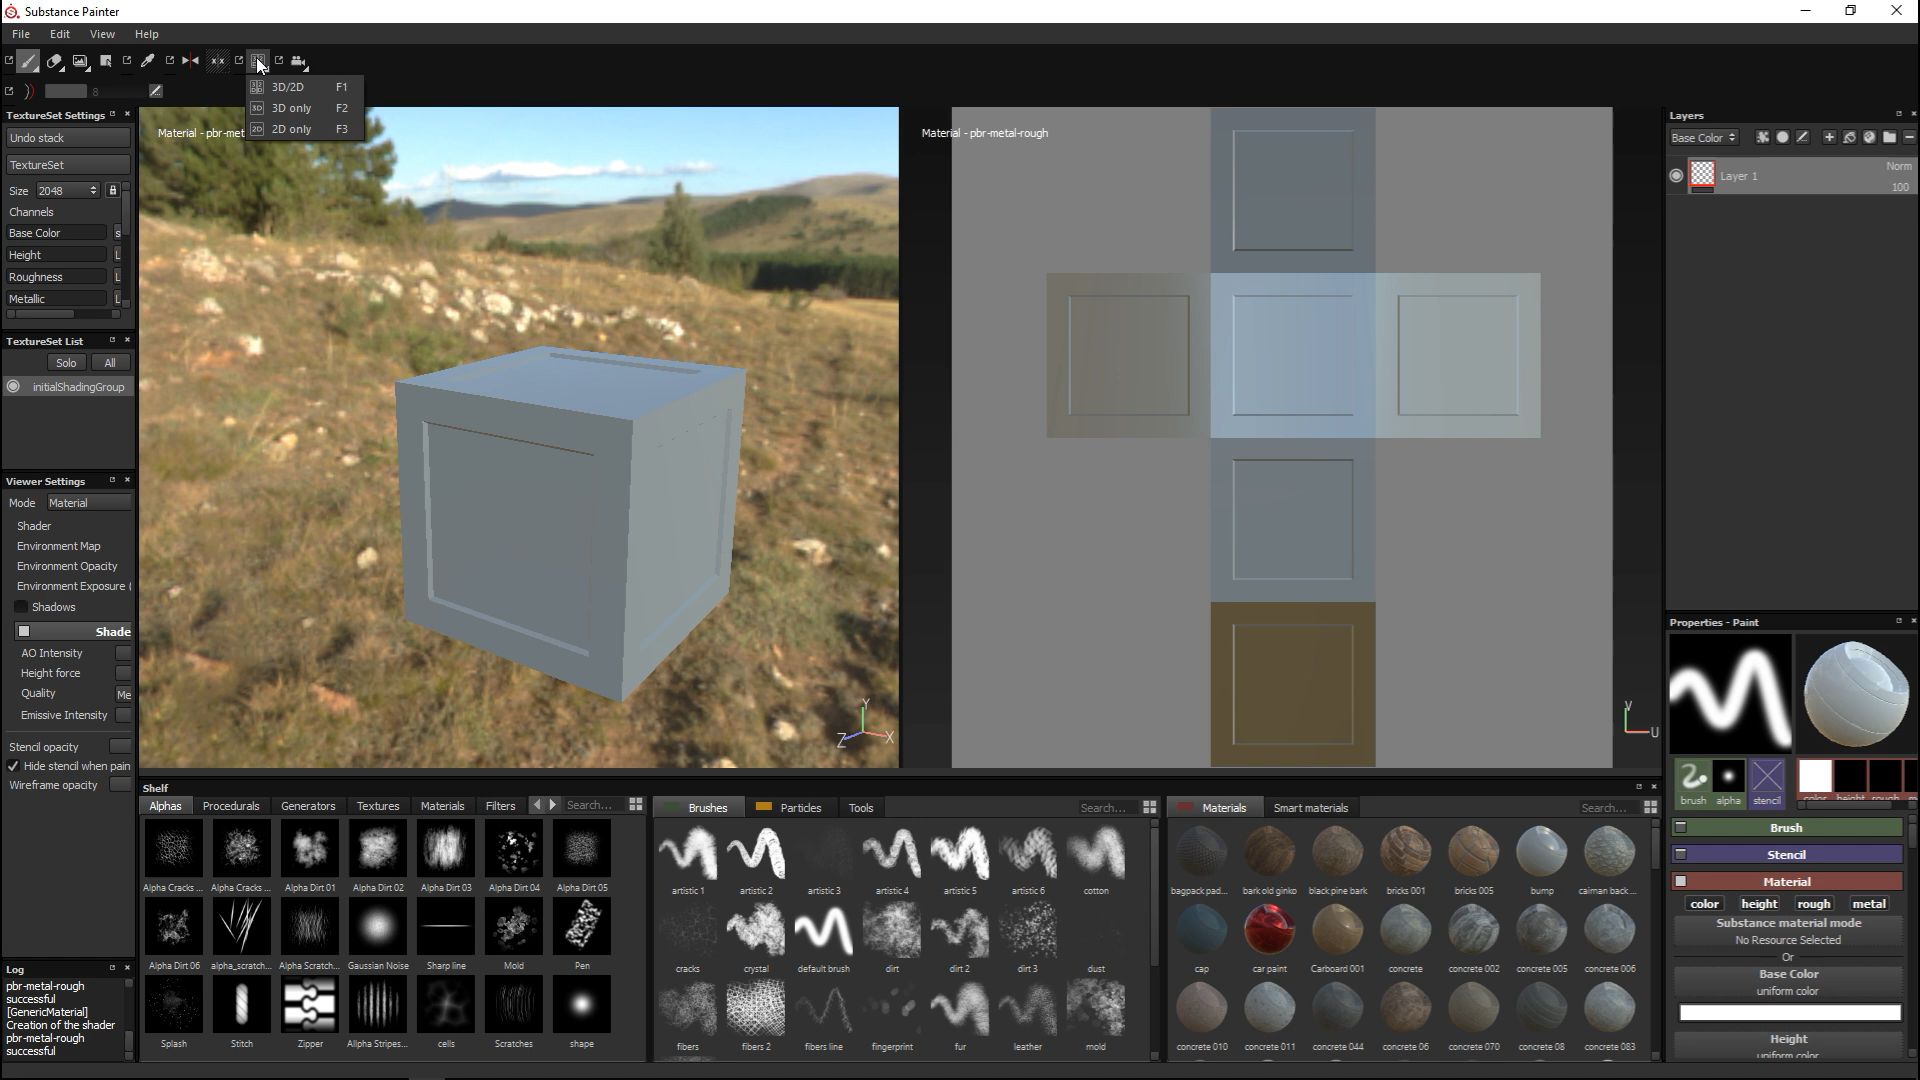 Substance Painter
File Edit View Help
8
3D/2D F1
3D only F2
2D only F3
TextureSet Settings
Undo stack
TextureSet
Size 2048
Channels
Base Color s
Height L
Roughness L
Metallic L
TextureSet List
Solo All
initialShadingGroup
Viewer Settings
Mode Material
Shader
Environment Map
Environment Opacity
Environment Exposure (
Shadows
Shade
AO Intensity
Height force
Quality Me
Emissive Intensity
Stencil opacity
Hide stencil when pain
Wireframe opacity
Log
pbr-metal-rough
successful
[GenericMaterial]
Creation of the shader
pbr-metal-rough
successful
Material - pbr-met
Y
Z X
Material - pbr-metal-rough
V
U
Shelf
Alphas Procedurals Generators Textures Materials Filters Search...
Alpha Cracks ... Alpha Cracks ... Alpha Dirt 01 Alpha Dirt 02 Alpha Dirt 03 Alpha Dirt 04 Alpha Dirt 05
Alpha Dirt 06 alpha_scratch... Alpha Scratch... Gaussian Noise Sharp line Mold Pen
Splash Stitch Zipper Allpha Stripes... cells Scratches shape
Brushes Particles Tools Search...
artistic 1 artistic 2 artistic 3 artistic 4 artistic 5 artistic 6 cotton
cracks crystal default brush dirt dirt 2 dirt 3 dust
fibers fibers 2 fibers line fingerprint fur leather mold
Materials Smart materials Search...
bagpack pad... bark old ginko black pine bark bricks 001 bricks 005 bump caiman back ...
cap car paint Carboard 001 concrete concrete 002 concrete 005 concrete 006
concrete 010 concrete 011 concrete 044 concrete 06 concrete 070 concrete 08 concrete 083
Layers
Base Color
Layer 1 Norm
100
Properties - Paint
brush alpha stencil color height rough m
Brush
Stencil
Material
color height rough metal
Substance material mode
No Resource Selected
Or
Base Color
uniform color
Height
uniform color